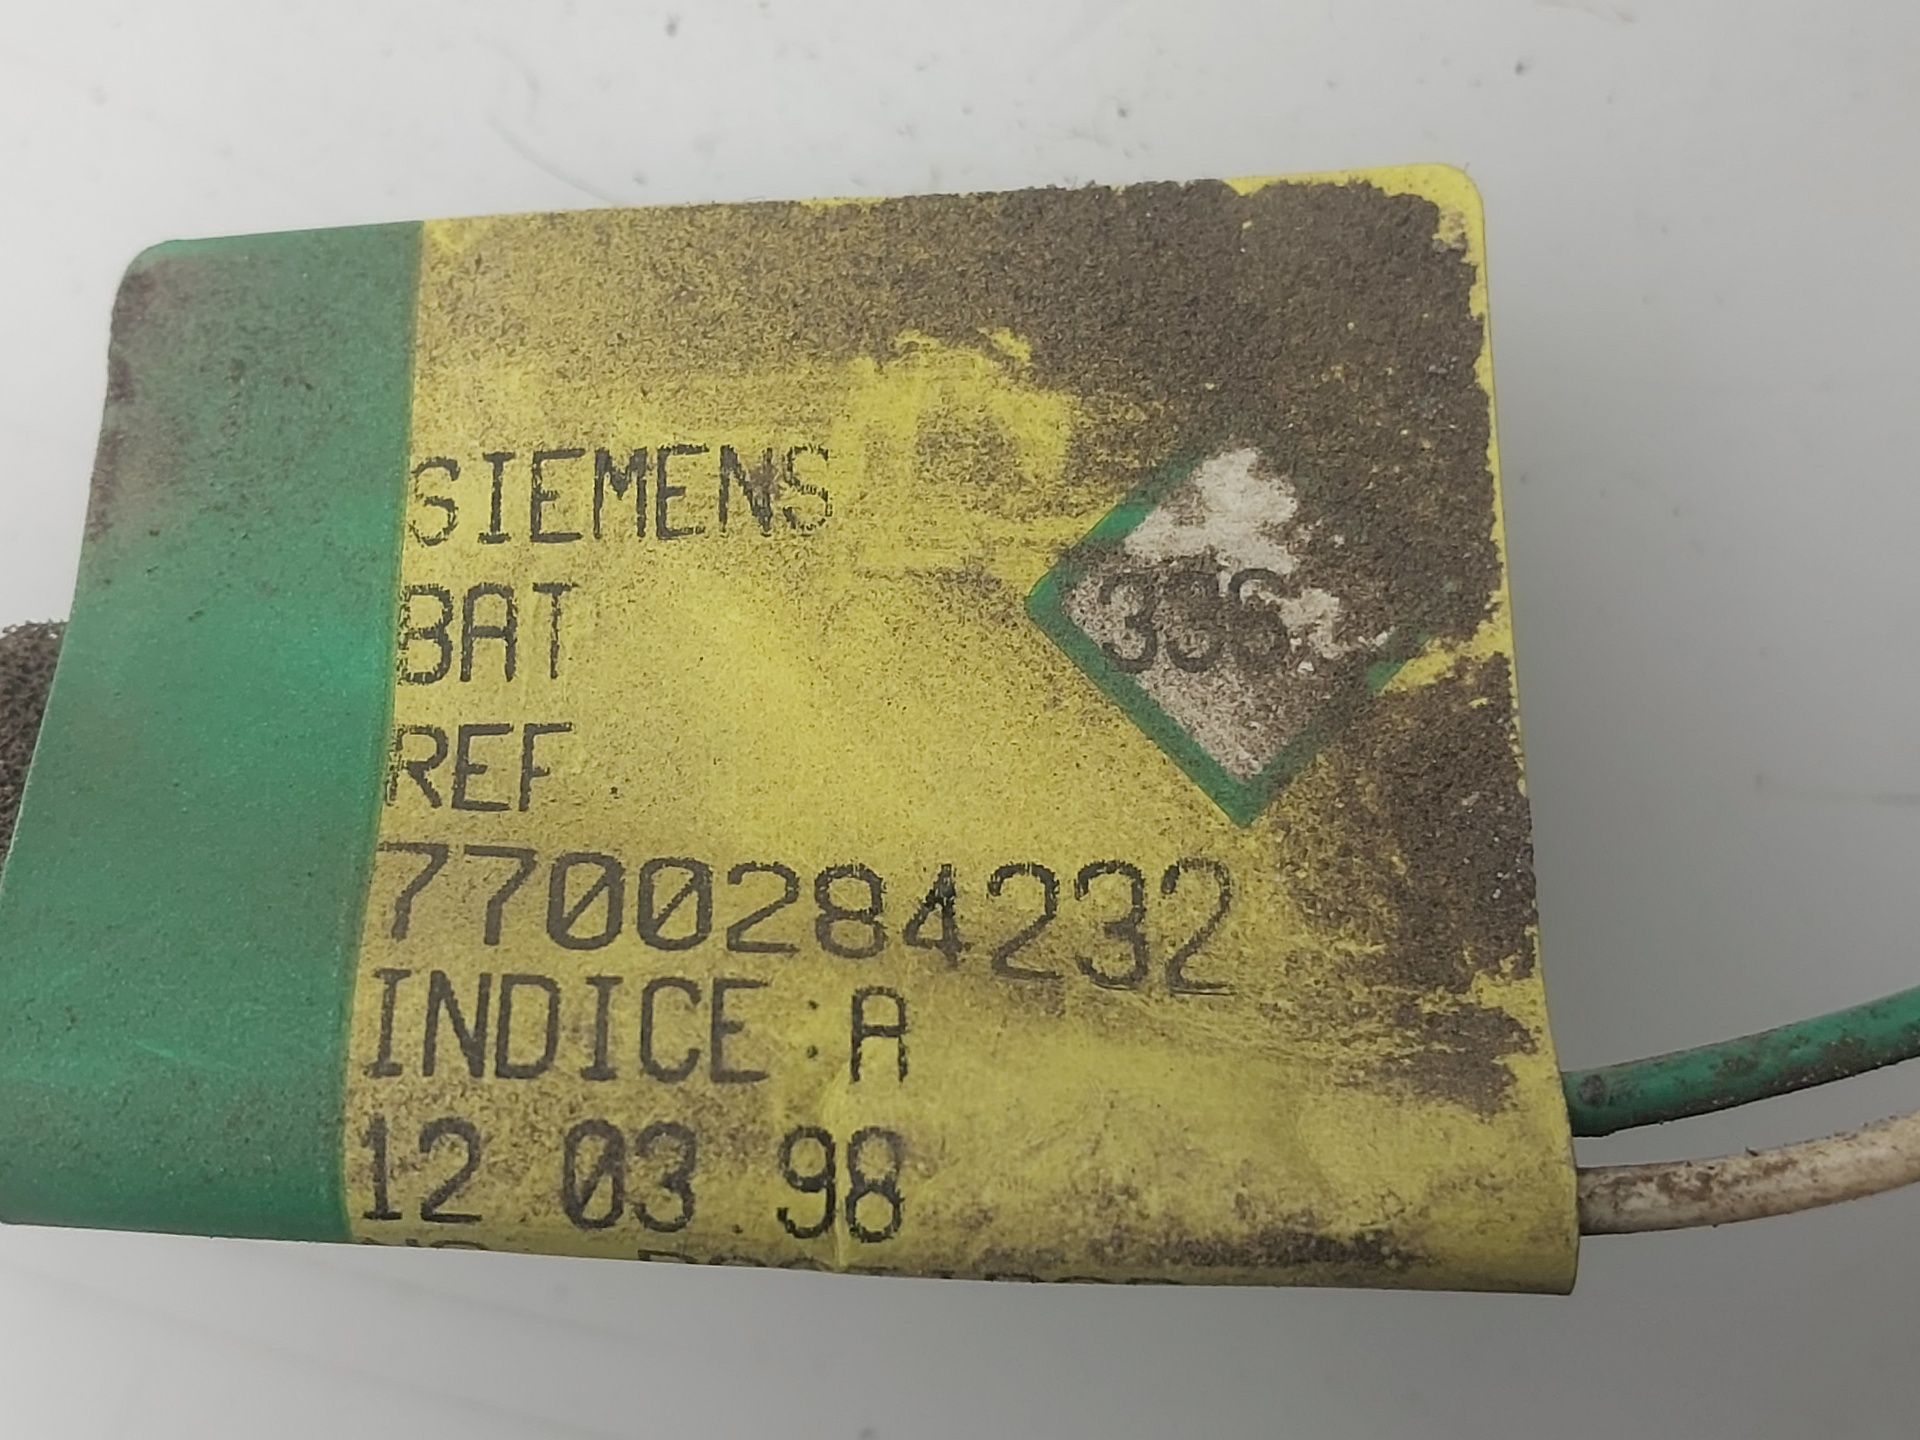 SIEMENS
BAT
REF
7700284232
INDICE:A
12 03 98